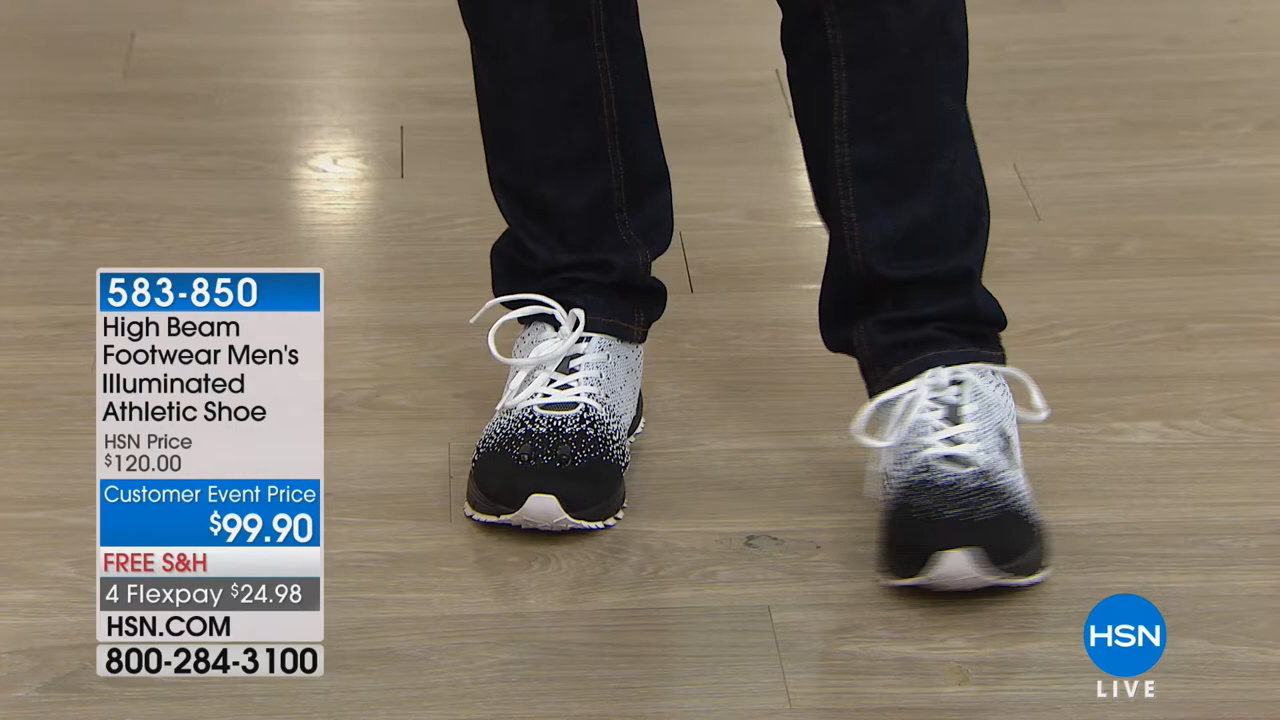 583-850
High Beam
Footwear Men's
Illuminated
Athletic Shoe
HSN Price
$120.00
Customer Event Price
$99.90
FREE S&H
4 Flexpay $24.98
HSN.COM
800-284-3100
HSN
LIVE